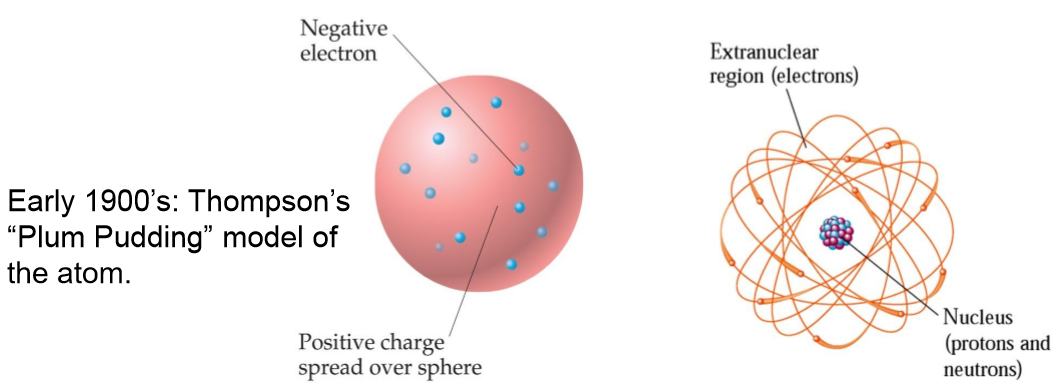 Negative
electron
Extranuclear
region (electrons)
Early 1900’s: Thompson’s
“Plum Pudding” model of
the atom.
Positive charge
spread over sphere
Nucleus
(protons and
neutrons)